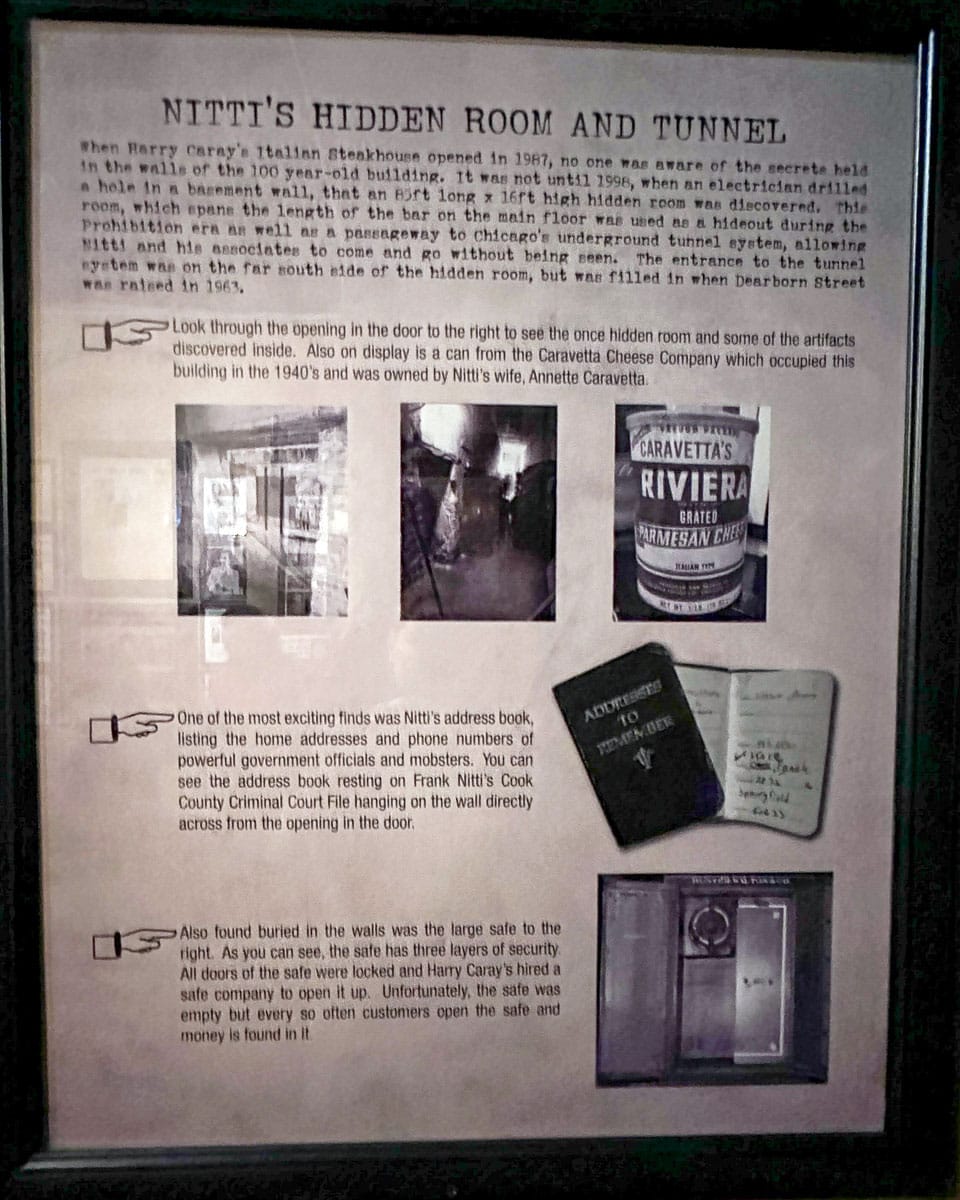 NITTI'S HIDDEN ROOM AND TUNNEL
When Harry Caray's Italian Steakhouse opened in 1987, no one was aware of the secrets held
in the walls of the 100 year-old building. It was not until 1998, when an electrician drilled
a hole in a basement wall, that an 85ft long x 16ft high hidden room was discovered. This
room, which spans the length of the bar on the main floor was used as a hideout during the
Prohibition era as well as a passageway to Chicago's underground tunnel system, allowing
Nitti and his associates to come and go without being seen. The entrance to the tunnel
system was on the far south side of the hidden room, but was filled in when Dearborn Street
was raised in 1963.
Look through the opening in the door to the right to see the once hidden room and some of the artifacts
discovered inside. Also on display is a can from the Caravetta Cheese Company which occupied this
building in the 1940's and was owned by Nitti's wife, Annette Caravetta.
CARAVETTA'S
RIVIERA
GRATED
PARMESAN CHEE
ITALIAN TYPE
NET WT. 1 LB.
One of the most exciting finds was Nitti's address book,
listing the home addresses and phone numbers of
powerful government officials and mobsters. You can
see the address book resting on Frank Nitti's Cook
County Criminal Court File hanging on the wall directly
across from the opening in the door.
ADDRESSES
TO
REMEMBER
Springfield
Also found buried in the walls was the large safe to the
right. As you can see, the safe has three layers of security.
All doors of the safe were locked and Harry Caray's hired a
safe company to open it up. Unfortunately, the safe was
empty but every so often customers open the safe and
money is found in it.